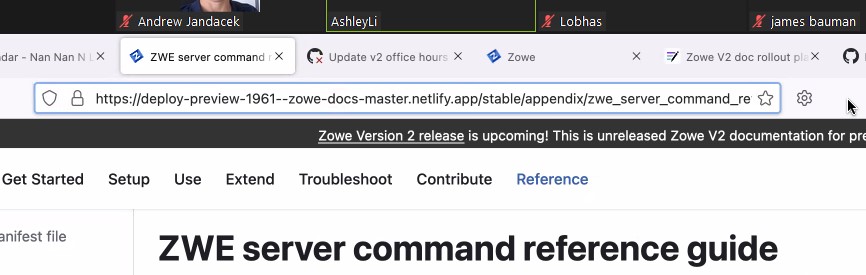 Andrew Jandacek AshleyLi Lobhas james bauman
dar - Nan Nan N L ZWE server command r Update v2 office hours Zowe Zowe V2 doc rollout pla
https://deploy-preview-1961--zowe-docs-master.netlify.app/stable/appendix/zwe_server_command_re
Zowe Version 2 release is upcoming! This is unreleased Zowe V2 documentation for pre
Get Started Setup Use Extend Troubleshoot Contribute Reference
anifest file
ZWE server command reference guide